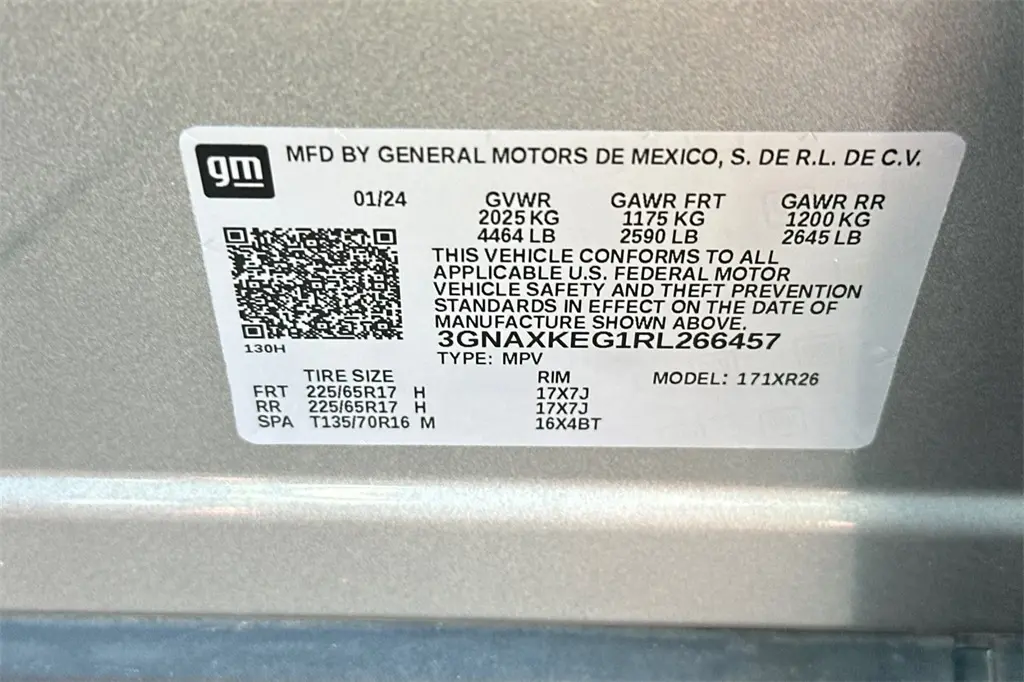 gm MFD BY GENERAL MOTORS DE MEXICO, S. DE R.L. DE C.V.
01/24 GVWR GAWR FRT GAWR RR
2025 KG 1175 KG 1200 KG
4464 LB 2590 LB 2645 LB
THIS VEHICLE CONFORMS TO ALL
APPLICABLE U.S. FEDERAL MOTOR
VEHICLE SAFETY AND THEFT PREVENTION
STANDARDS IN EFFECT ON THE DATE OF
MANUFACTURE SHOWN ABOVE.
3GNAXKEG1RL266457
130H
TYPE: MPV
TIRE SIZE RIM MODEL: 171XR26
FRT 225/65R17 H 17X7J
RR 225/65R17 H 17X7J
SPA T135/70R16 M 16X4BT